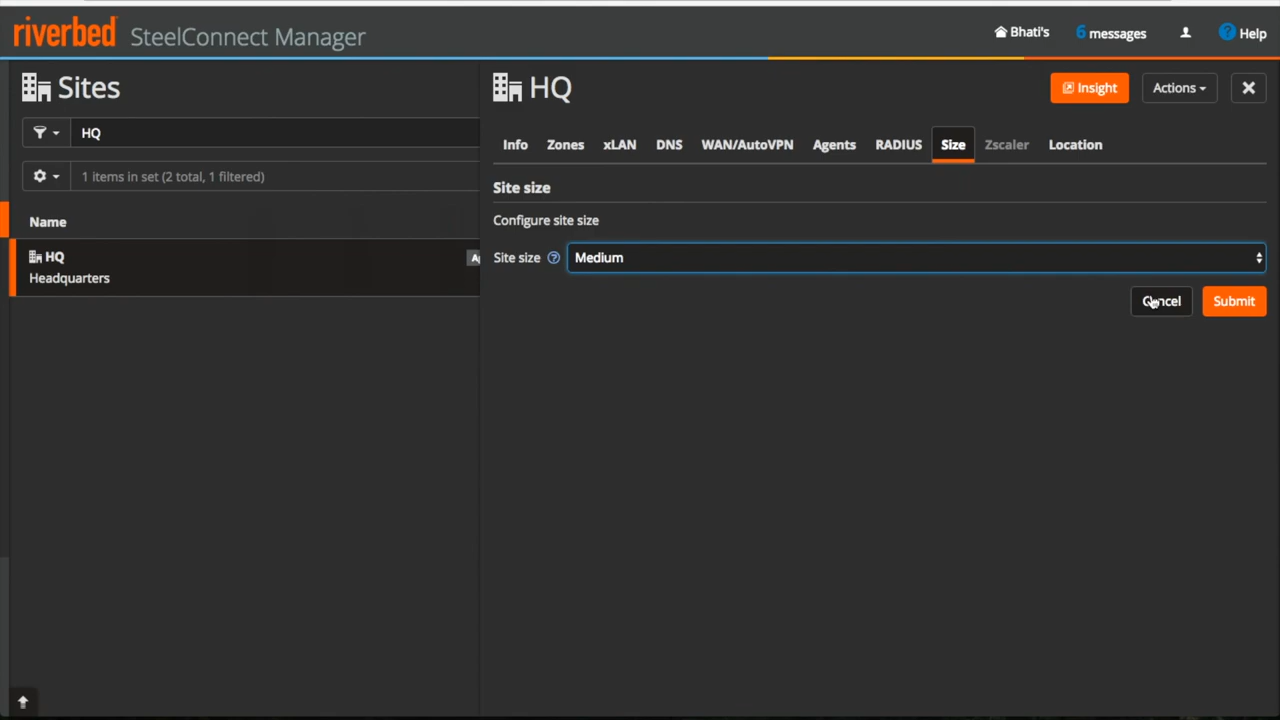 riverbed SteelConnect Manager
Bhati's
6 messages
Help
Sites
HQ
1 items in set (2 total, 1 filtered)
Name
HQ
Headquarters
HQ
Insight
Actions
Info Zones xLAN DNS WAN/AutoVPN Agents RADIUS Size Zscaler Location
Site size
Configure site size
Site size ? Medium
Cancel Submit